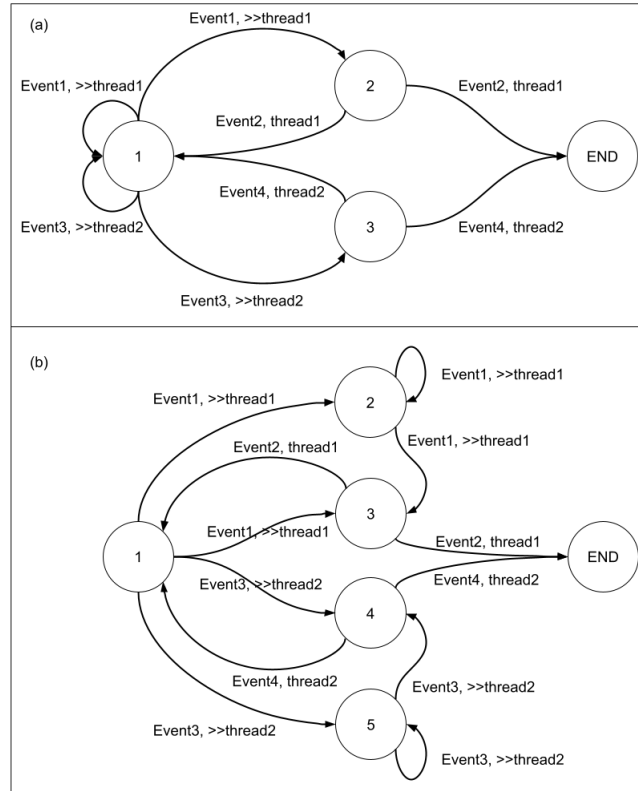 (a)
Event1, >>thread1
Event1, >>thread1
2
Event2, thread1
Event2, thread1
1
END
Event4, thread2
Event3, >>thread2
3
Event4, thread2
Event3, >>thread2
(b)
2
Event1, >>thread1
Event1, >>thread1
Event1, >>thread1
Event2, thread1
3
Event1, >>thread1
Event2, thread1
1
END
Event3, >>thread2
Event4, thread2
4
Event4, thread2
Event3, >>thread2
Event3, >>thread2
5
Event3, >>thread2